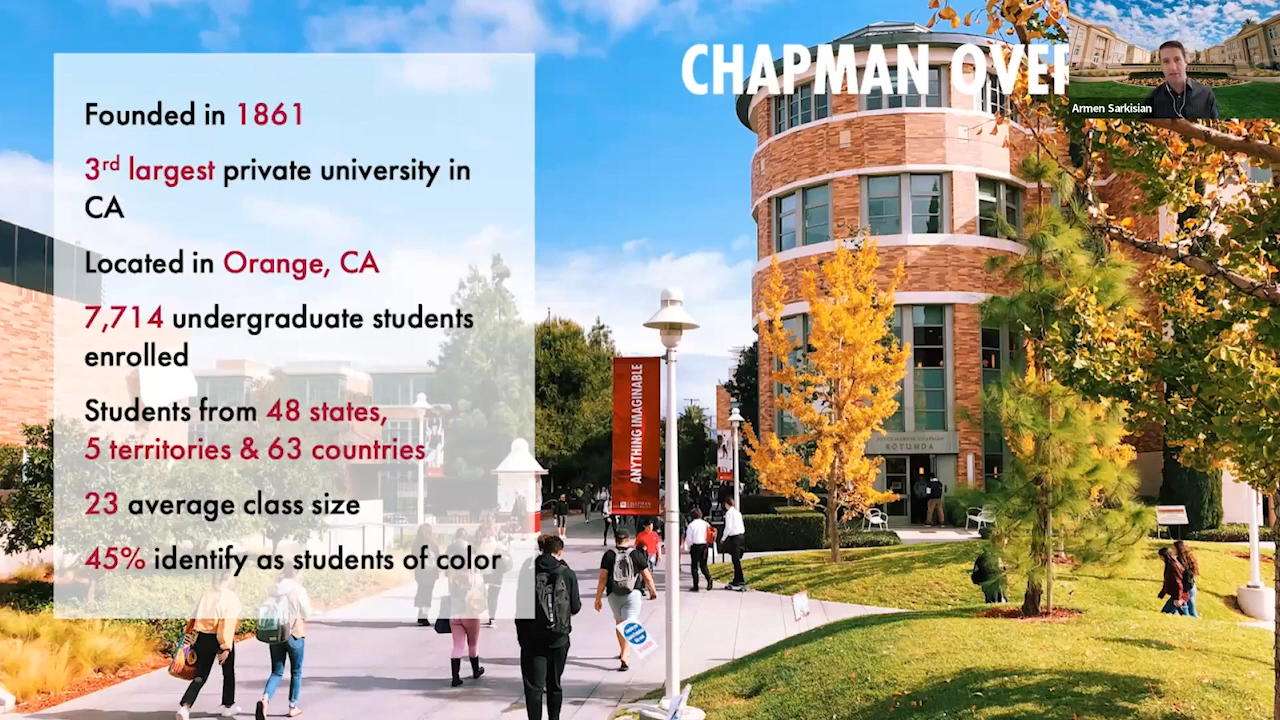 CHAPMAN OVER
Armen Sarkisian
Founded in 1861
3rd largest private university in
CA
Located in Orange, CA
7,714 undergraduate students
enrolled
Students from 48 states,
5 territories & 63 countries
23 average class size
45% identify as students of color
ANYTHING IMAGINABLE
CHAPMAN
ROTUNDA